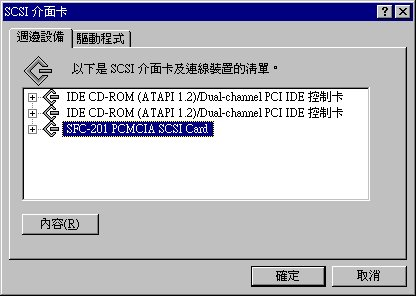 SCSI 介面卡
週邊設備 驅動程式
以下是 SCSI 介面卡及連線裝置的清單。
IDE CD-ROM (ATAPI 1.2)/Dual-channel PCI IDE 控制卡
IDE CD-ROM (ATAPI 1.2)/Dual-channel PCI IDE 控制卡
SFC-201 PCMCIA SCSI Card
內容(R)
確定 取消